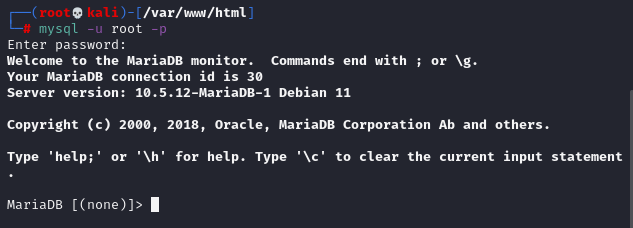 ┌──(root💀kali)-[/var/www/html]
└─# mysql -u root -p
Enter password:
Welcome to the MariaDB monitor.  Commands end with ; or \g.
Your MariaDB connection id is 30
Server version: 10.5.12-MariaDB-1 Debian 11

Copyright (c) 2000, 2018, Oracle, MariaDB Corporation Ab and others.

Type 'help;' or '\h' for help. Type '\c' to clear the current input statement
.

MariaDB [(none)]>